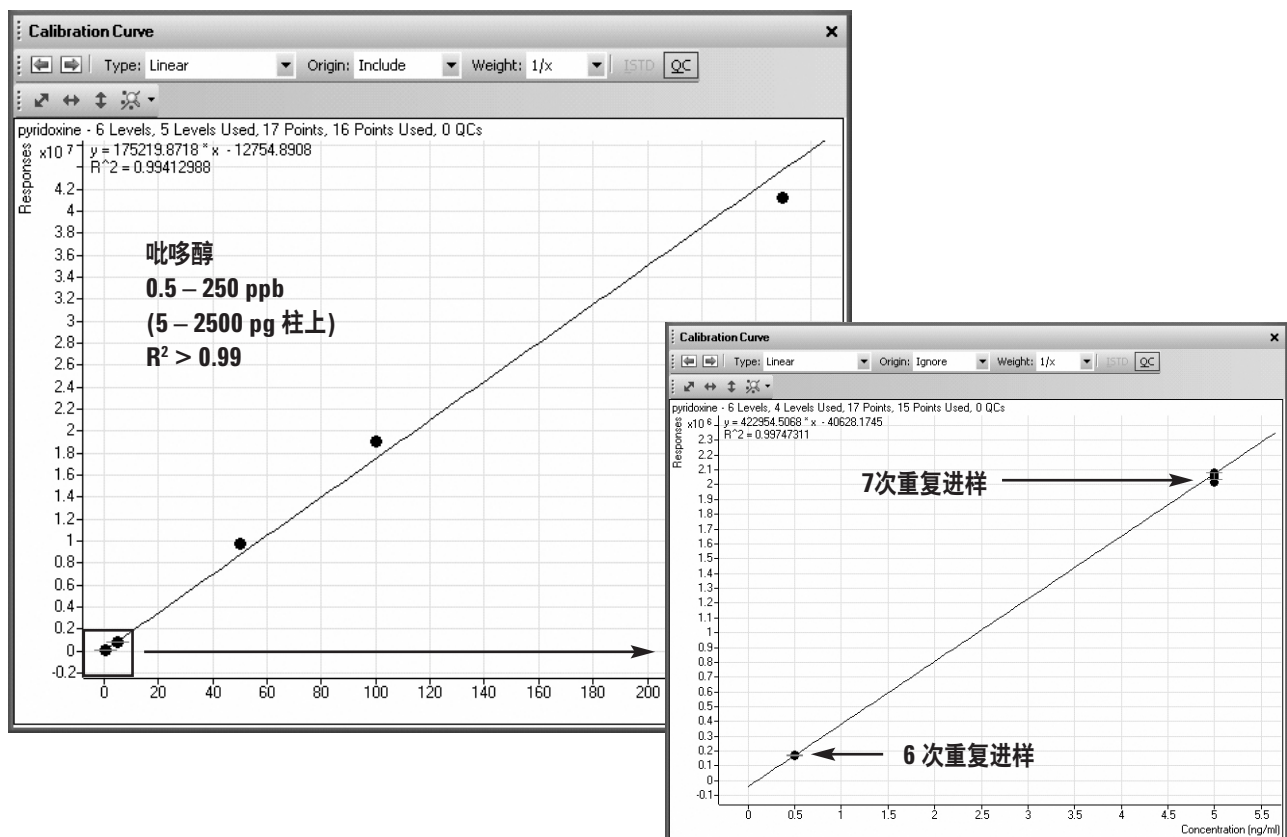 Calibration Curve
Type: Linear Origin: Include Weight: 1/x ISTD QC
pyridoxine - 6 Levels, 5 Levels Used, 17 Points, 16 Points Used, 0 QCs
Responses
x10 7
y = 175219.8718 * x - 12754.8908
R^2 = 0.99412988
4.2
4
3.8
3.6
3.4
3.2
3
2.8
2.6
2.4
2.2
2
1.8
1.6
1.4
1.2
1
0.8
0.6
0.4
0.2
0
-0.2
吡哆醇
0.5 – 250 ppb
(5 – 2500 pg 柱上)
R² > 0.99
0 20 40 60 80 100 120 140 160 180 200
Calibration Curve
Type: Linear Origin: Ignore Weight: 1/x ISTD QC
pyridoxine - 6 Levels, 4 Levels Used, 17 Points, 15 Points Used, 0 QCs
Responses
x10 6
y = 422954.5068 * x - 40628.1745
R^2 = 0.99747311
2.3
2.2
2.1
2
1.9
1.8
1.7
1.6
1.5
1.4
1.3
1.2
1.1
1
0.9
0.8
0.7
0.6
0.5
0.4
0.3
0.2
0.1
0
-0.1
7次重复进样
6 次重复进样
0 0.5 1 1.5 2 2.5 3 3.5 4 4.5 5 5.5
Concentration (ng/ml)